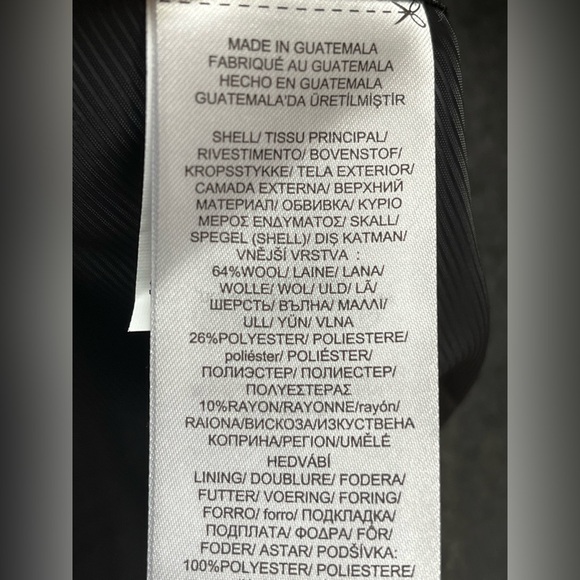 MADE IN GUATEMALA
FABRIQUÉ AU GUATEMALA
HECHO EN GUATEMALA
GUATEMALA'DA ÜRETİLMİŞTİR
SHELL/ TISSU PRINCIPAL/
RIVESTIMENTO/ BOVENSTOF/
KROPSSTYKKE/ TELA EXTERIOR/
CAMADA EXTERNA/ ВЕРХНИЙ
МАТЕРИАЛ/ ОБВИВКА/ ΚΥΡΙΟ
ΜΕΡΟΣ ΕΝΔΥΜΑΤΟΣ/ SKALL/
SPEGEL (SHELL)/ DIŞ KATMAN/
VNĚJŠÍ VRSTVA :
64%WOOL/ LAINE/ LANA/
WOLLE/ WOL/ ULD/ LÃ/
ШЕРСТЬ/ ВЪЛНА/ ΜΑΛΛΙ/
ULL/ YÜN/ VLNA
26%POLYESTER/ POLIESTERE/
poliéster/ POLIÉSTER/
ПОЛИЭСТЕР/ ПОЛИЕСТЕР/
ΠΟΛΥΕΣΤΕΡΑΣ
10%RAYON/RAYONNE/rayón/
RAIONA/ВИСКОЗА/ИЗКУСТВЕНА
КОПРИНА/ΡΕΓΙΟΝ/UMĚLÉ
HEDVÁBÍ
LINING/ DOUBLURE/ FODERA/
FUTTER/ VOERING/ FORING/
FORRO/ forro/ ПОДКЛАДКА/
ПОДПЛАТА/ ΦΟΔΡΑ/ FÔR/
FODER/ ASTAR/ PODŠÍVKA:
100%POLYESTER/ POLIESTERE/